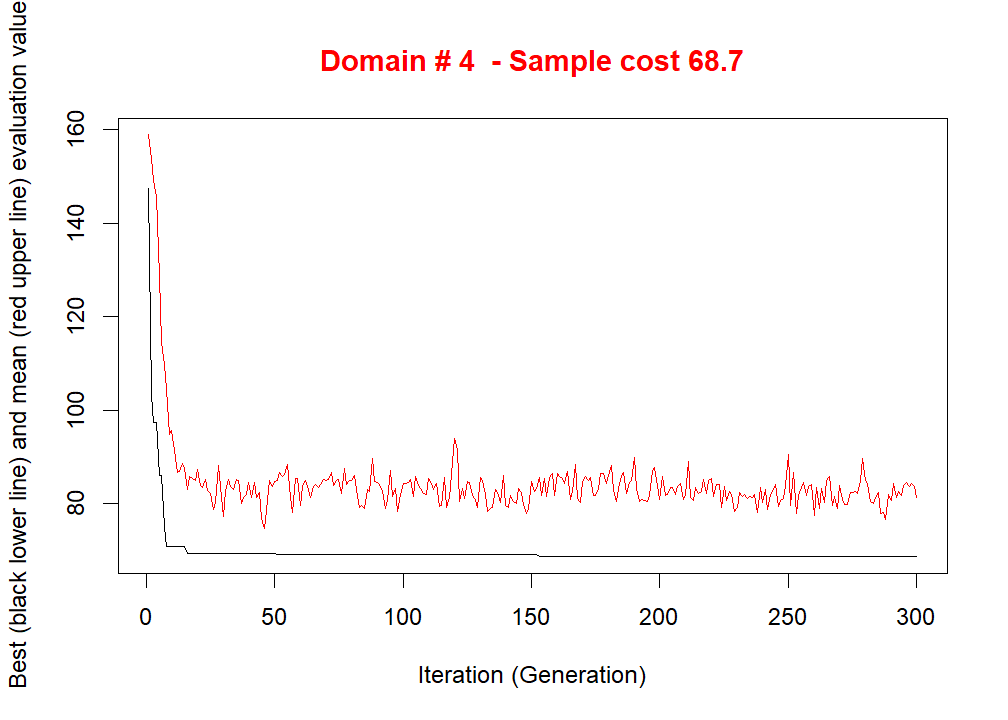 Domain # 4  - Sample cost 68.7
Best (black lower line) and mean (red upper line) evaluation value
160
140
120
100
80
0 50 100 150 200 250 300
Iteration (Generation)